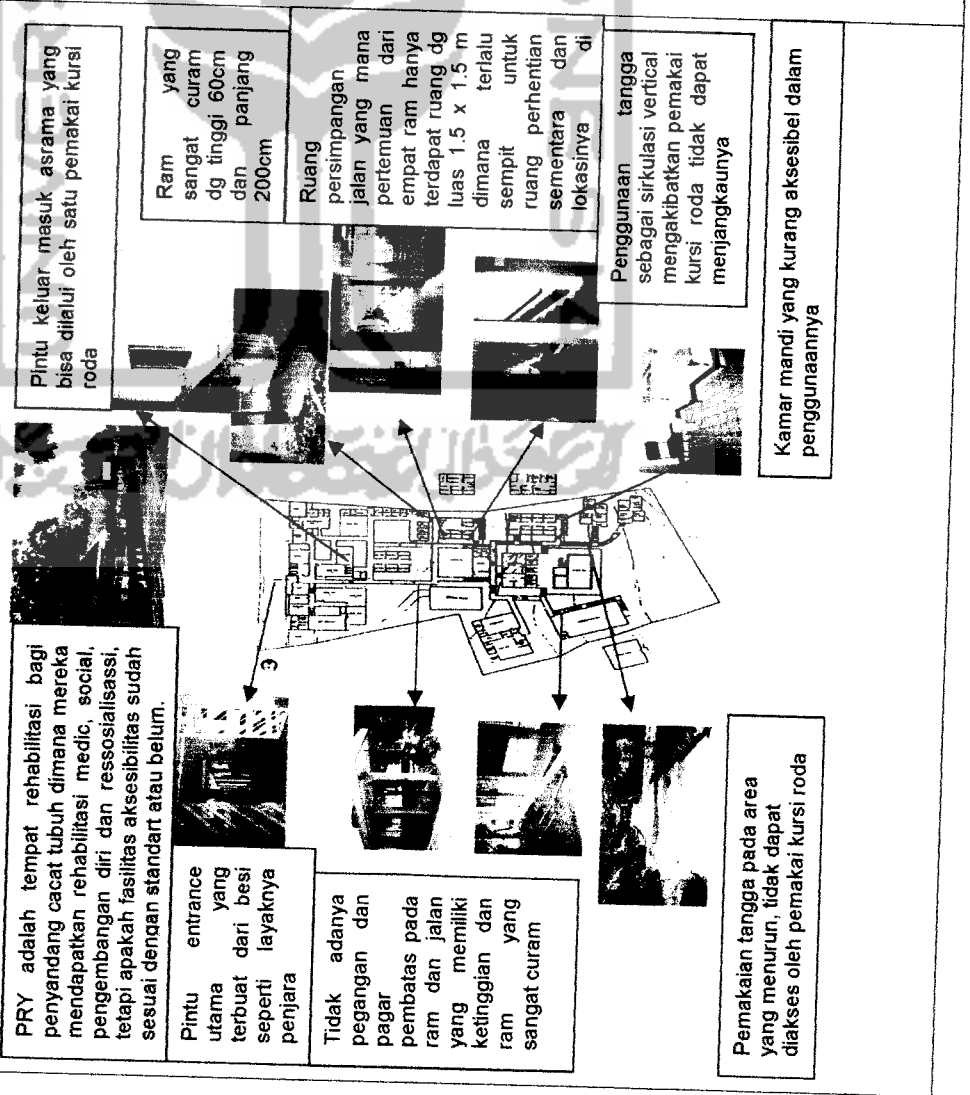 PRY adalah tempat rehabilitasi bagi
penyandang cacat tubuh dimana mereka
mendapatkan rehabilitasi medic, social,
pengembangan diri dan ressosialisassi,
tetapi apakah fasilitas aksesibilitas sudah
sesuai dengan standart atau belum.
Pintu entrance
utama yang
terbuat dari besi
seperti layaknya
penjara
Tidak adanya
pegangan dan
pagar
pembatas pada
ram dan jalan
yang memiliki
ketinggian dan
ram yang
sangat curam
Pemakaian tangga pada area
yang menurun, tidak dapat
diakses oleh pemakai kursi roda
Pintu keluar masuk asrama yang
bisa dilalui oleh satu pemakai kursi
roda
Ram yang
sangat curam
dg tinggi 60cm
dan panjang
200cm
Ruang
persimpangan
jalan yang mana
pertemuan dari
empat ram hanya
terdapat ruang dg
luas 1.5 x 1.5 m
dimana terlalu
sempit untuk
ruang perhentian
sementara dan
lokasinya di
Penggunaan tangga
sebagai sirkulasi vertical
mengakibatkan pemakai
kursi roda tidak dapat
menjangkaunya
Kamar mandi yang kurang aksesibel dalam
penggunaannya